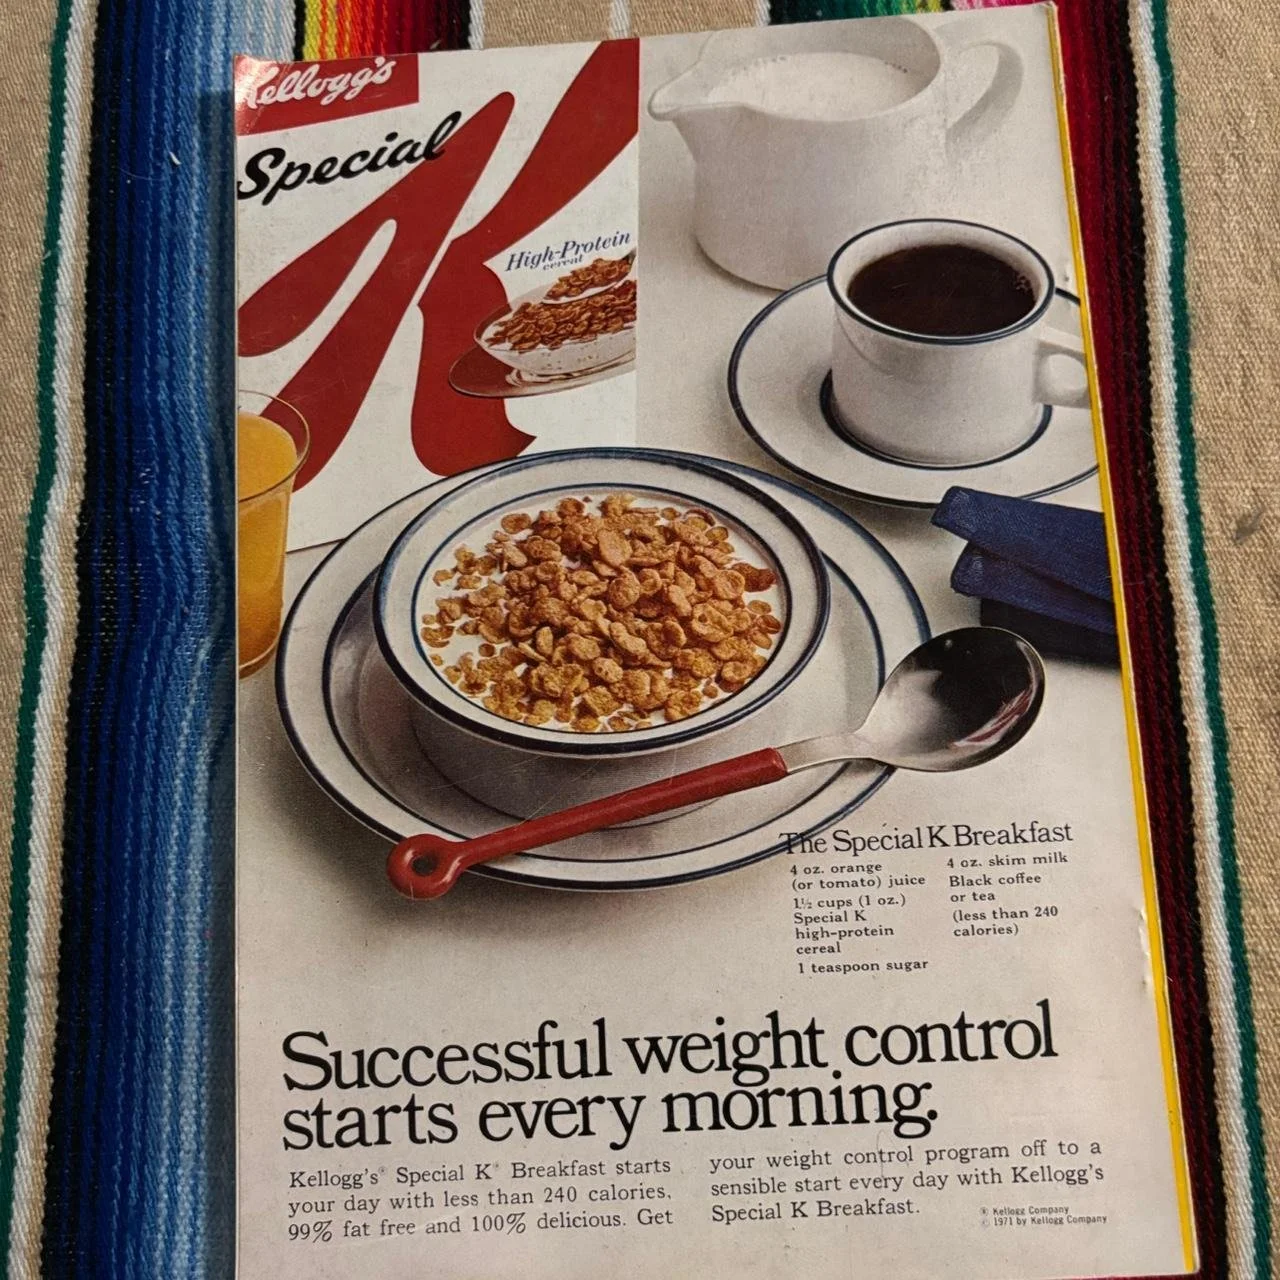 Kellogg's
Special
K
High-Protein
cereal
The Special K Breakfast
4 oz. orange
(or tomato) juice
1½ cups (1 oz.)
Special K
high-protein
cereal
1 teaspoon sugar
4 oz. skim milk
Black coffee
or tea
(less than 240
calories)
Successful weight control
starts every morning.
Kellogg's® Special K® Breakfast starts
your day with less than 240 calories,
99% fat free and 100% delicious. Get
your weight control program off to a
sensible start every day with Kellogg's
Special K Breakfast.
® Kellogg Company
© 1971 by Kellogg Company